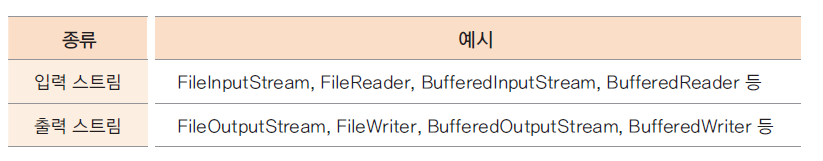 종류 예시
입력 스트림 FileInputStream, FileReader, BufferedInputStream, BufferedReader 등
출력 스트림 FileOutputStream, FileWriter, BufferedOutputStream, BufferedWriter 등